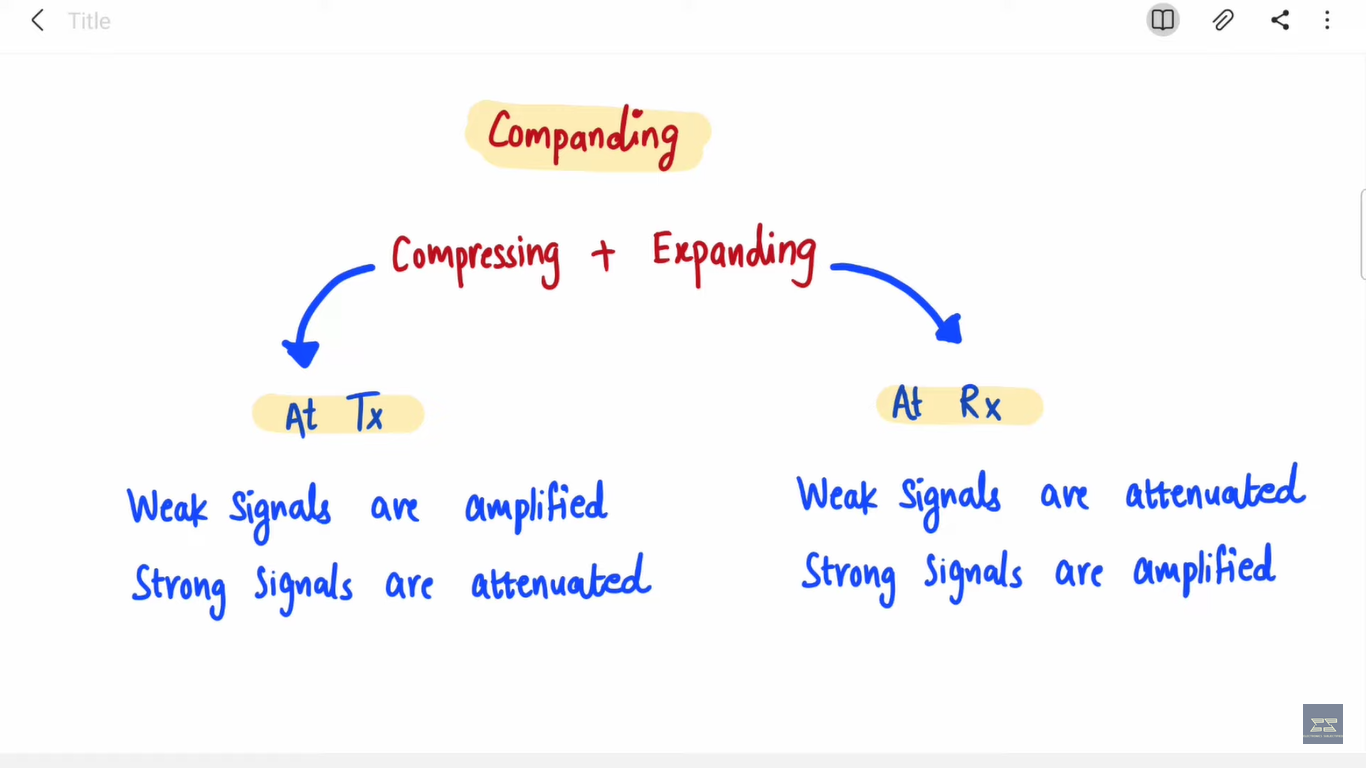 Title
Companding
Compressing + Expanding
At Tx
At Rx
Weak Signals are amplified
Strong Signals are attenuated
Weak Signals are attenuated
Strong Signals are amplified